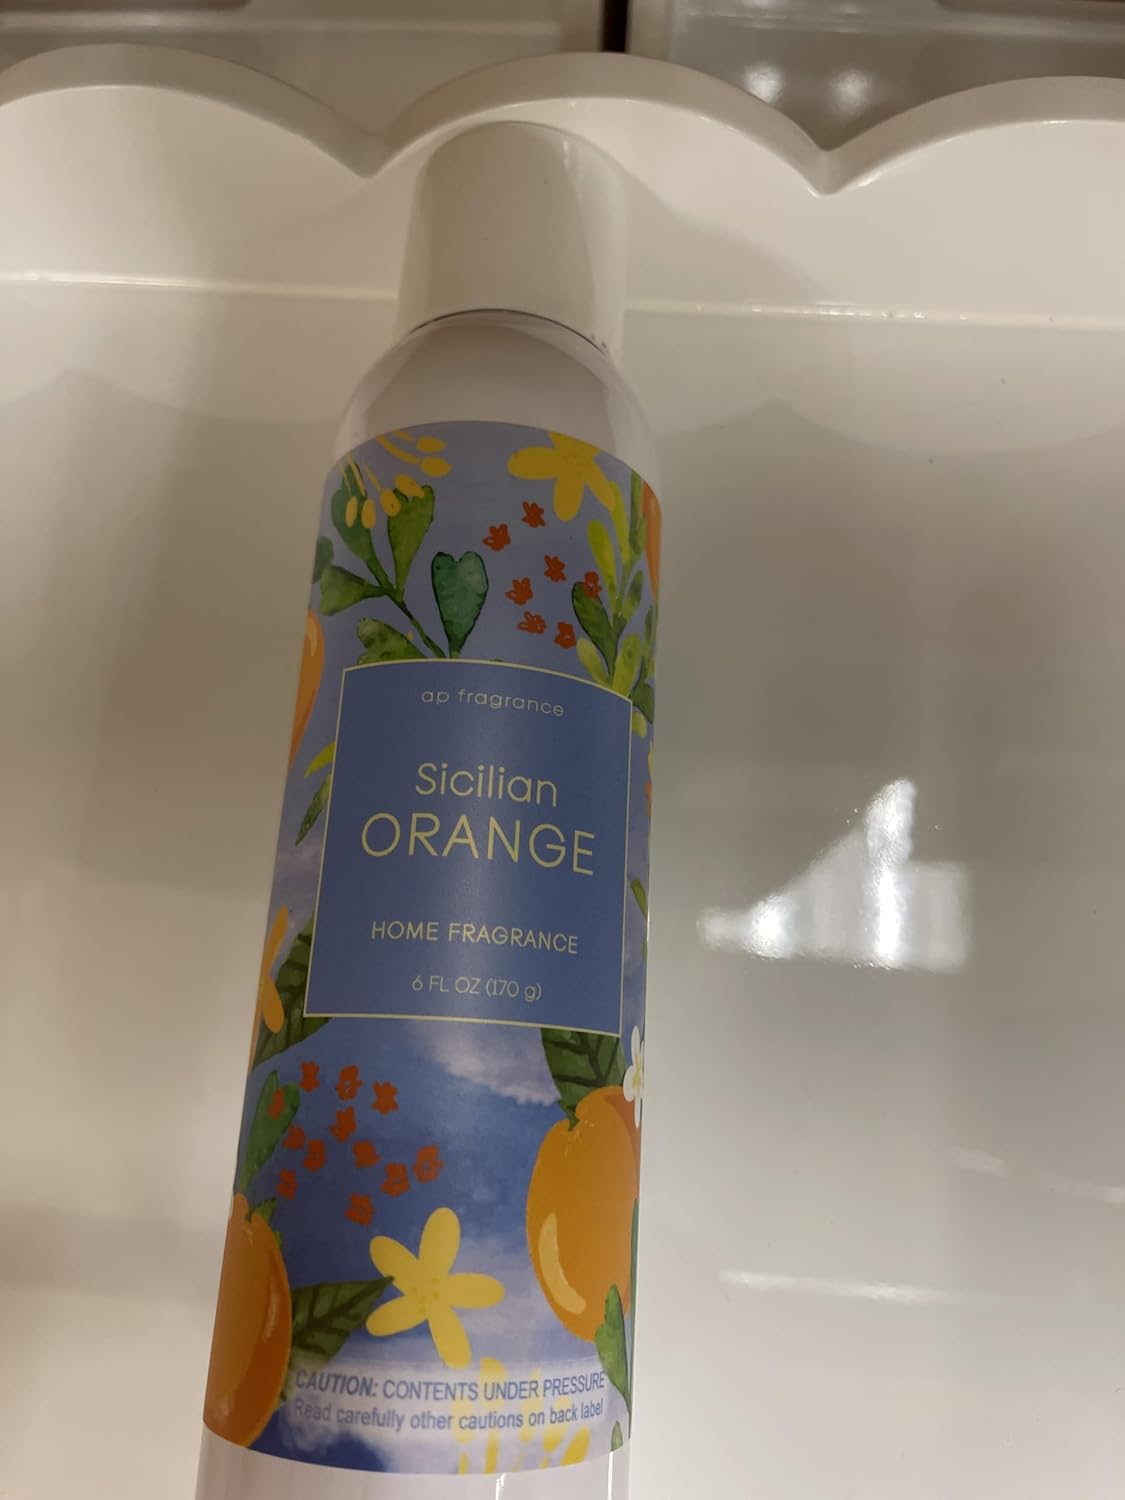 ap fragrance
Sicilian
ORANGE
HOME FRAGRANCE
6 FL OZ (170 g)
CAUTION: CONTENTS UNDER PRESSURE
Read carefully other cautions on back label